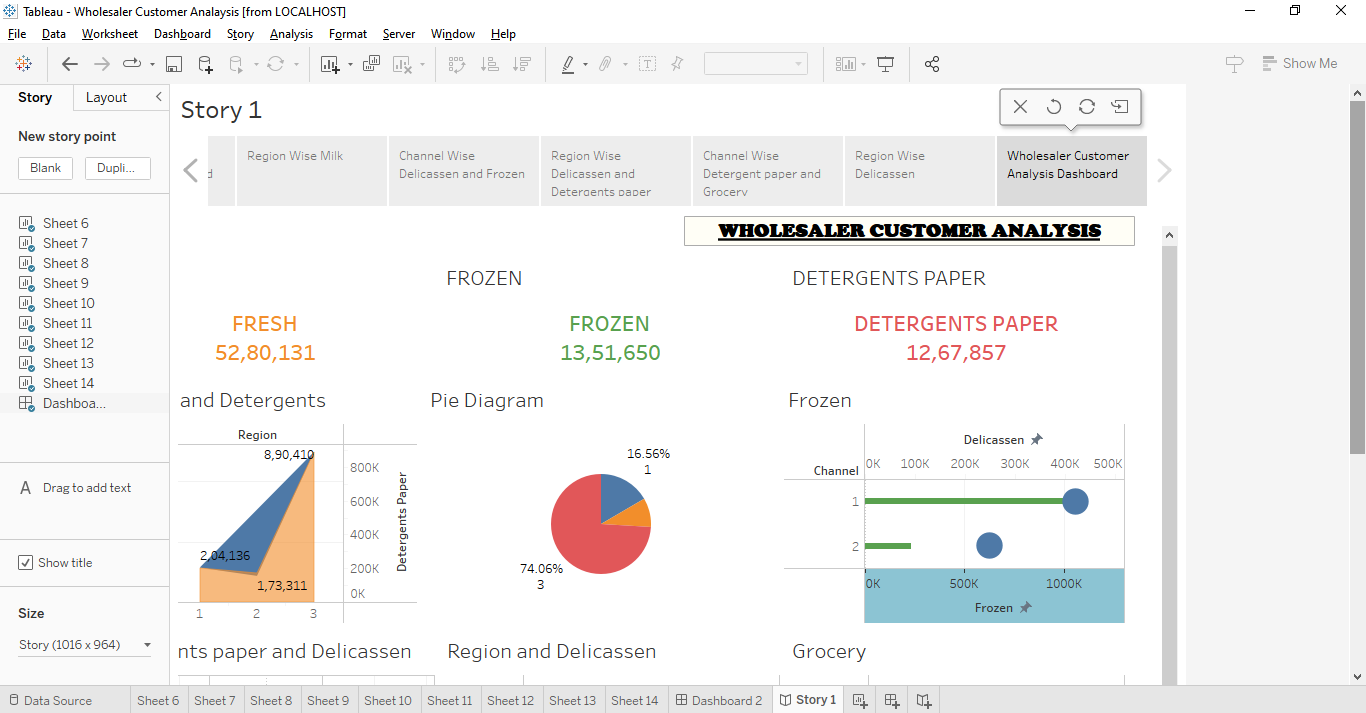 Tableau - Wholesaler Customer Analaysis [from LOCALHOST]
File Data Worksheet Dashboard Story Analysis Format Server Window Help
Show Me
Story Layout
New story point
Blank Dupli...
Sheet 6
Sheet 7
Sheet 8
Sheet 9
Sheet 10
Sheet 11
Sheet 12
Sheet 13
Sheet 14
Dashboa...
A Drag to add text
Show title
Size
Story (1016 x 964)
Story 1
d
Region Wise Milk
Channel Wise
Delicassen and Frozen
Region Wise
Delicassen and
Detergents paper
Channel Wise
Detergent paper and
Grocery
Region Wise
Delicassen
Wholesaler Customer
Analysis Dashboard
WHOLESALER CUSTOMER ANALYSIS
FROZEN
DETERGENTS PAPER
FRESH
52,80,131
FROZEN
13,51,650
DETERGENTS PAPER
12,67,857
and Detergents
Region
8,90,410
2,04,136
1,73,311
1 2 3
800K
600K
400K
200K
0K
Detergents Paper
Pie Diagram
16.56%
1
74.06%
3
Frozen
Delicassen
Channel
0K 100K 200K 300K 400K 500K
1
2
0K 500K 1000K
Frozen
nts paper and Delicassen
Region and Delicassen
Grocery
Data Source Sheet 6 Sheet 7 Sheet 8 Sheet 9 Sheet 10 Sheet 11 Sheet 12 Sheet 13 Sheet 14 Dashboard 2 Story 1